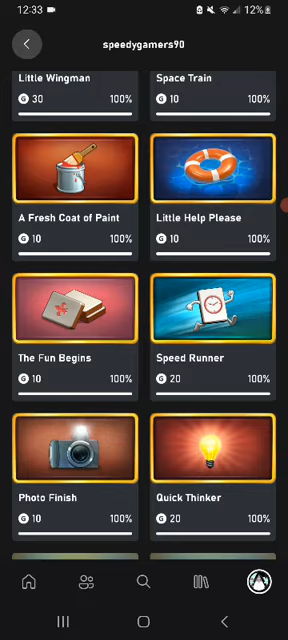 12:33
12%
speedygamers90
Little Wingman
Space Train
G 30 100%
G 10 100%
A Fresh Coat of Paint
Little Help Please
G 10 100%
G 10 100%
The Fun Begins
Speed Runner
G 10 100%
G 20 100%
Photo Finish
Quick Thinker
G 10 100%
G 20 100%